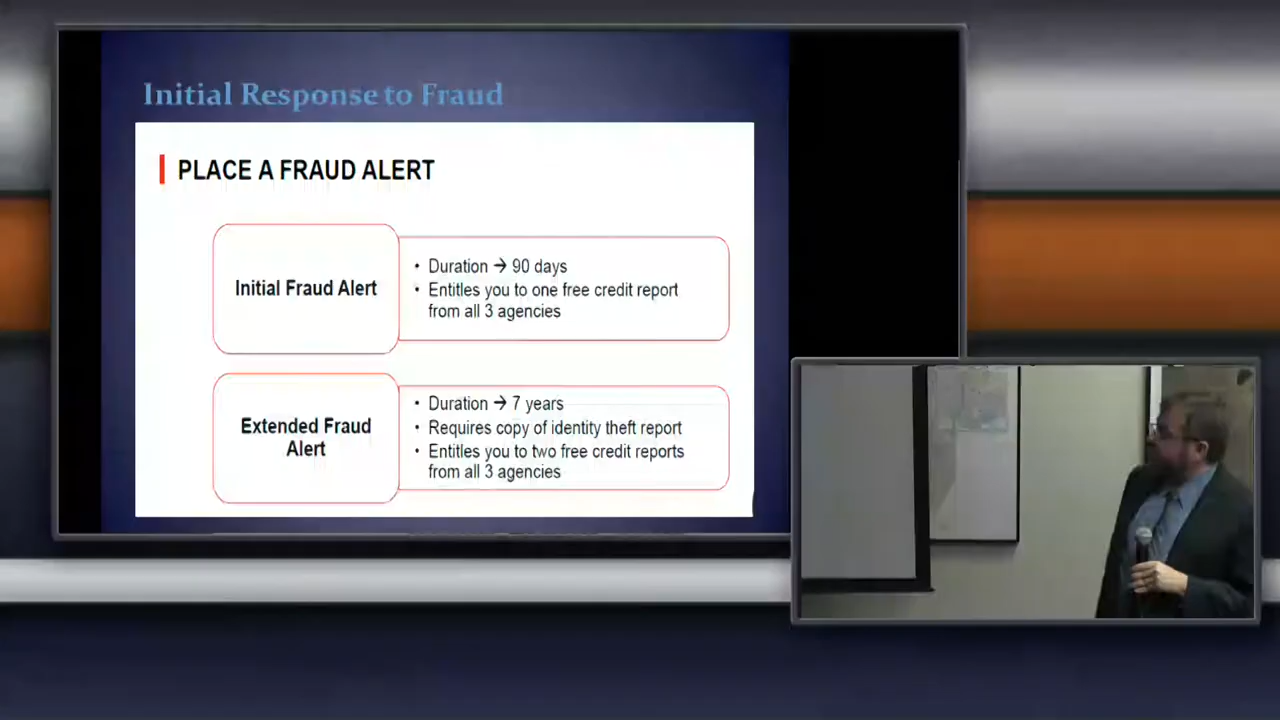 Initial Response to Fraud
PLACE A FRAUD ALERT
Initial Fraud Alert
• Duration → 90 days
• Entitles you to one free credit report
from all 3 agencies
Extended Fraud
Alert
• Duration → 7 years
• Requires copy of identity theft report
• Entitles you to two free credit reports
from all 3 agencies